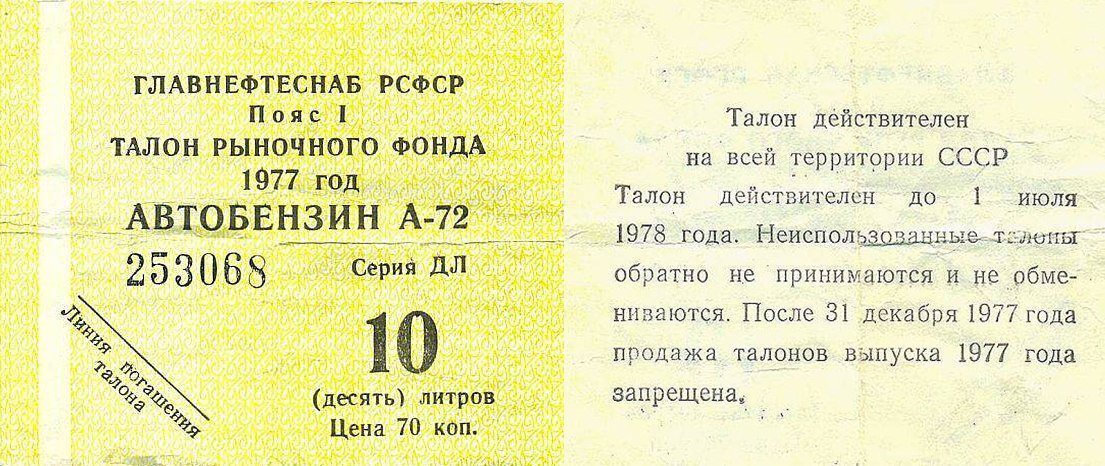 ГЛАВНЕФТЕСНАБ РСФСР
Пояс I
ТАЛОН РЫНОЧНОГО ФОНДА
1977 год
АВТОБЕНЗИН А-72
253068 Серия ДЛ
Линия погашения
талона
10
(десять) литров
Цена 70 коп.
Талон действителен
на всей территории СССР
Талон действителен до 1 июля
1978 года. Неиспользованные талоны
обратно не принимаются и не обме-
ниваются. После 31 декабря 1977 года
продажа талонов выпуска 1977 года
запрещена.